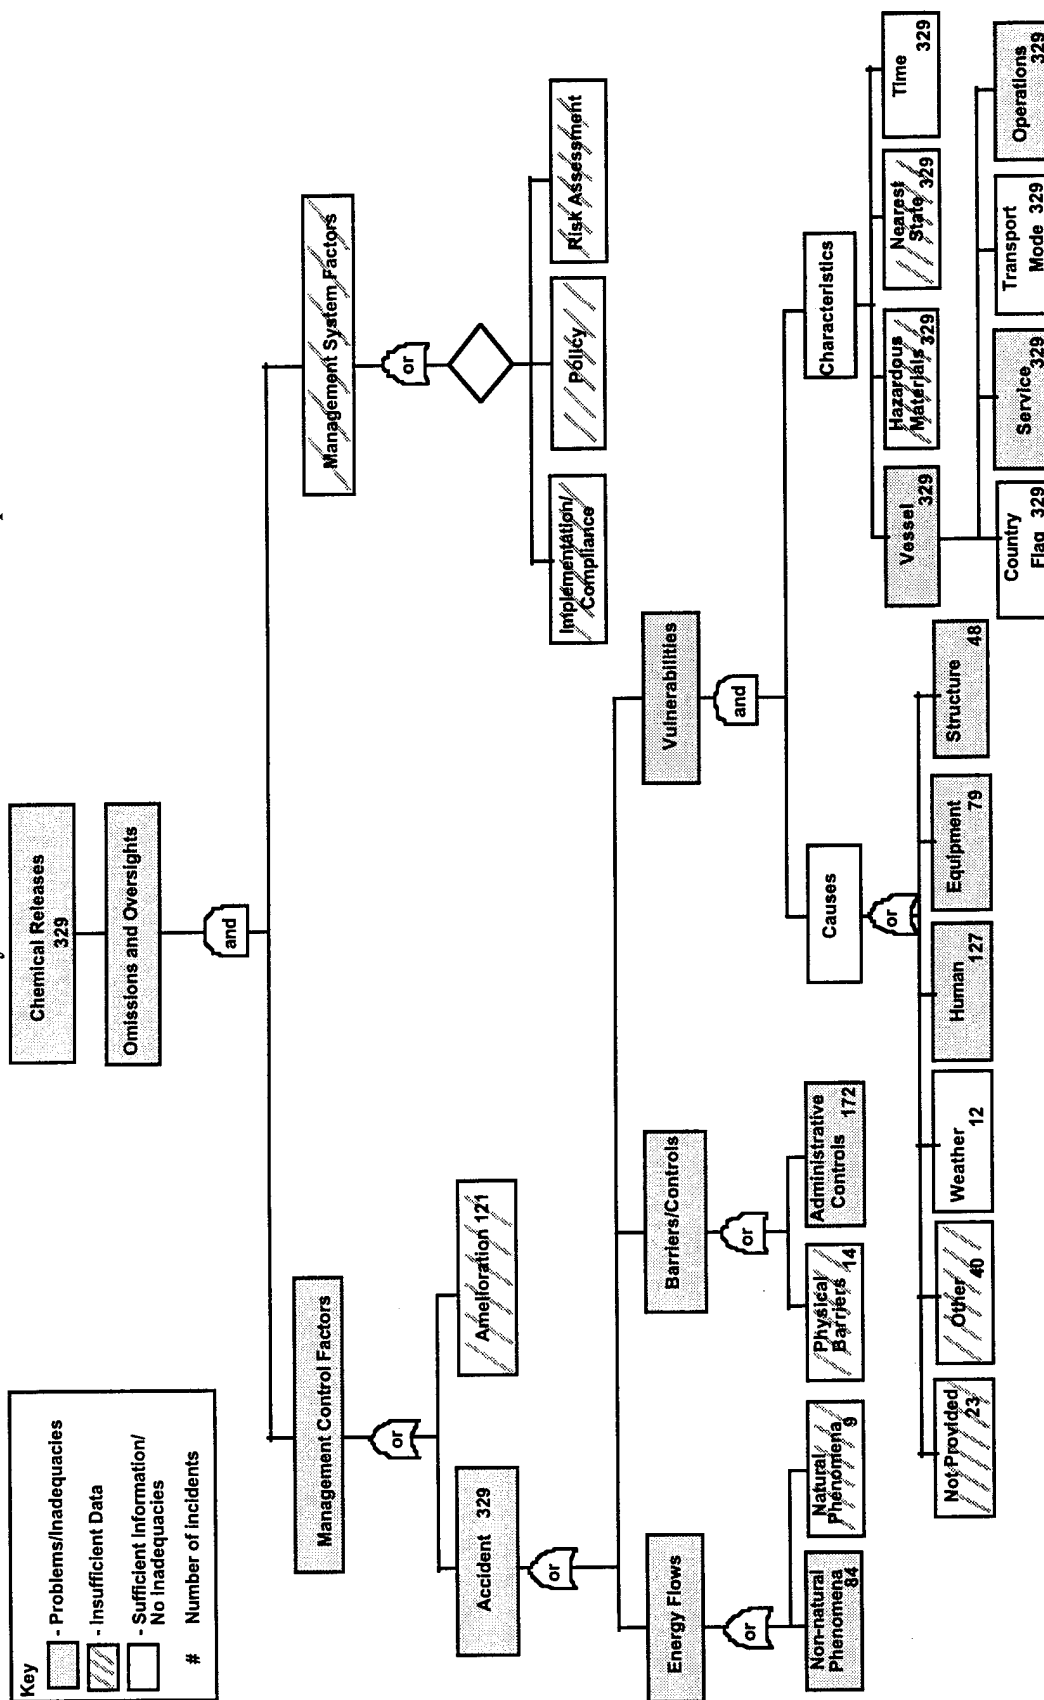 Key
- Problems/Inadequacies
- Insufficient Data
- Sufficient Information/
No Inadequacies
# Number of incidents
Chemical Releases
329
Omissions and Oversights
and
Management Control Factors
or
Accident 329
Amelioration 121
or
Management System Factors
or
Implementation/
Compliance
Policy
Risk Assessment
Energy Flows
or
Non-natural
Phenomena
84
Natural
Phenomena
9
Barriers/Controls
or
Physical
Barriers
14
Administrative
Controls
172
Vulnerabilities
and
Causes
or
Not Provided
23
Other
40
Weather
12
Human
127
Equipment
79
Structure
48
Characteristics
Vessel
329
Hazardous
Materials
329
Nearest
State 329
Time
329
Country
Flag 329
Service
329
Transport
Mode 329
Operations
329